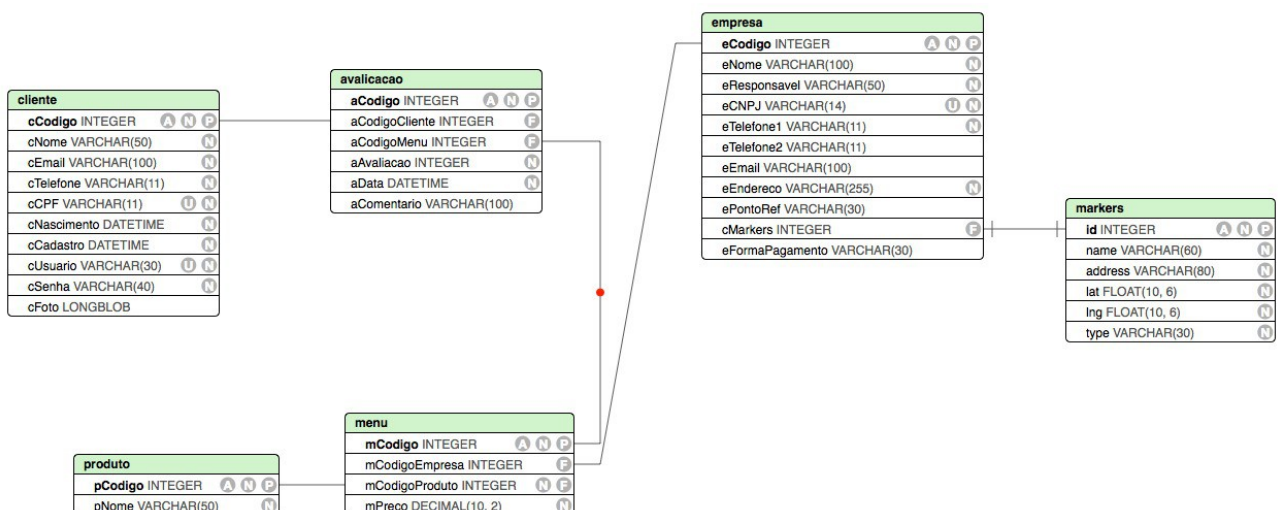 cliente
cCodigo INTEGER A N P
cNome VARCHAR(50) N
cEmail VARCHAR(100) N
cTelefone VARCHAR(11) N
cCPF VARCHAR(11) U N
cNascimento DATETIME N
cCadastro DATETIME N
cUsuario VARCHAR(30) U N
cSenha VARCHAR(40) N
cFoto LONGBLOB
avalicacao
aCodigo INTEGER A N P
aCodigoCliente INTEGER F
aCodigoMenu INTEGER F
aAvaliacao INTEGER N
aData DATETIME N
aComentario VARCHAR(100)
empresa
eCodigo INTEGER A N P
eNome VARCHAR(100) N
eResponsavel VARCHAR(50) N
eCNPJ VARCHAR(14) U N
eTelefone1 VARCHAR(11) N
eTelefone2 VARCHAR(11)
eEmail VARCHAR(100)
eEndereco VARCHAR(255) N
ePontoRef VARCHAR(30)
cMarkers INTEGER F
eFormaPagamento VARCHAR(30)
markers
id INTEGER A N P
name VARCHAR(60) N
address VARCHAR(80) N
lat FLOAT(10, 6) N
lng FLOAT(10, 6) N
type VARCHAR(30) N
produto
pCodigo INTEGER A N P
pNome VARCHAR(50) N
menu
mCodigo INTEGER A N P
mCodigoEmpresa INTEGER F
mCodigoProduto INTEGER N F
mPreco DECIMAL(10, 2) N